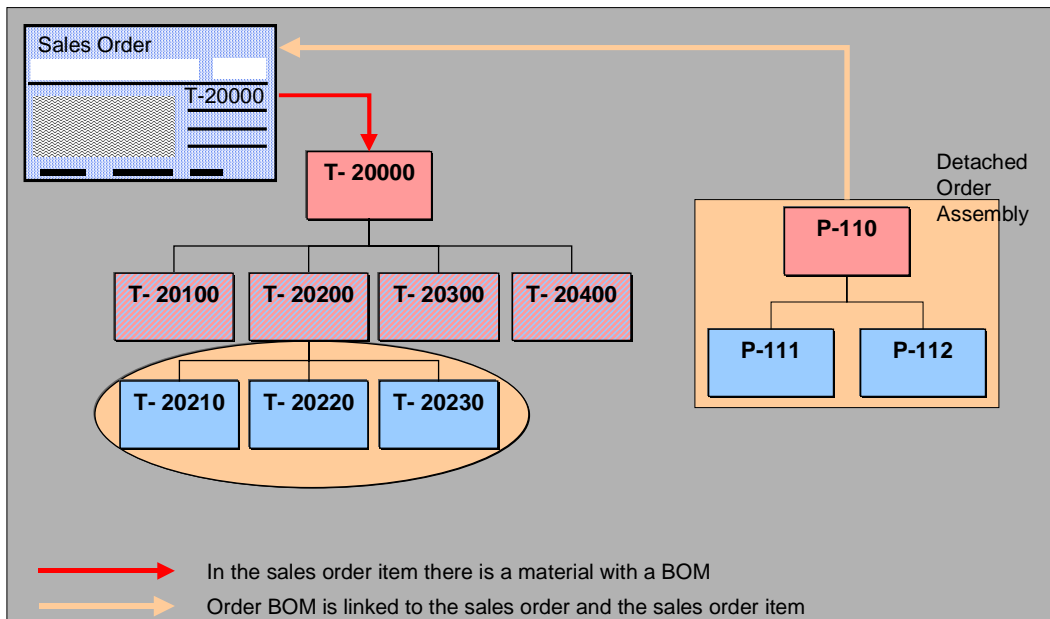 Sales Order
T-20000
T- 20000
Detached
Order
Assembly
P-110
T- 20100 T- 20200 T- 20300 T- 20400
P-111 P-112
T- 20210 T- 20220 T- 20230
In the sales order item there is a material with a BOM
Order BOM is linked to the sales order and the sales order item